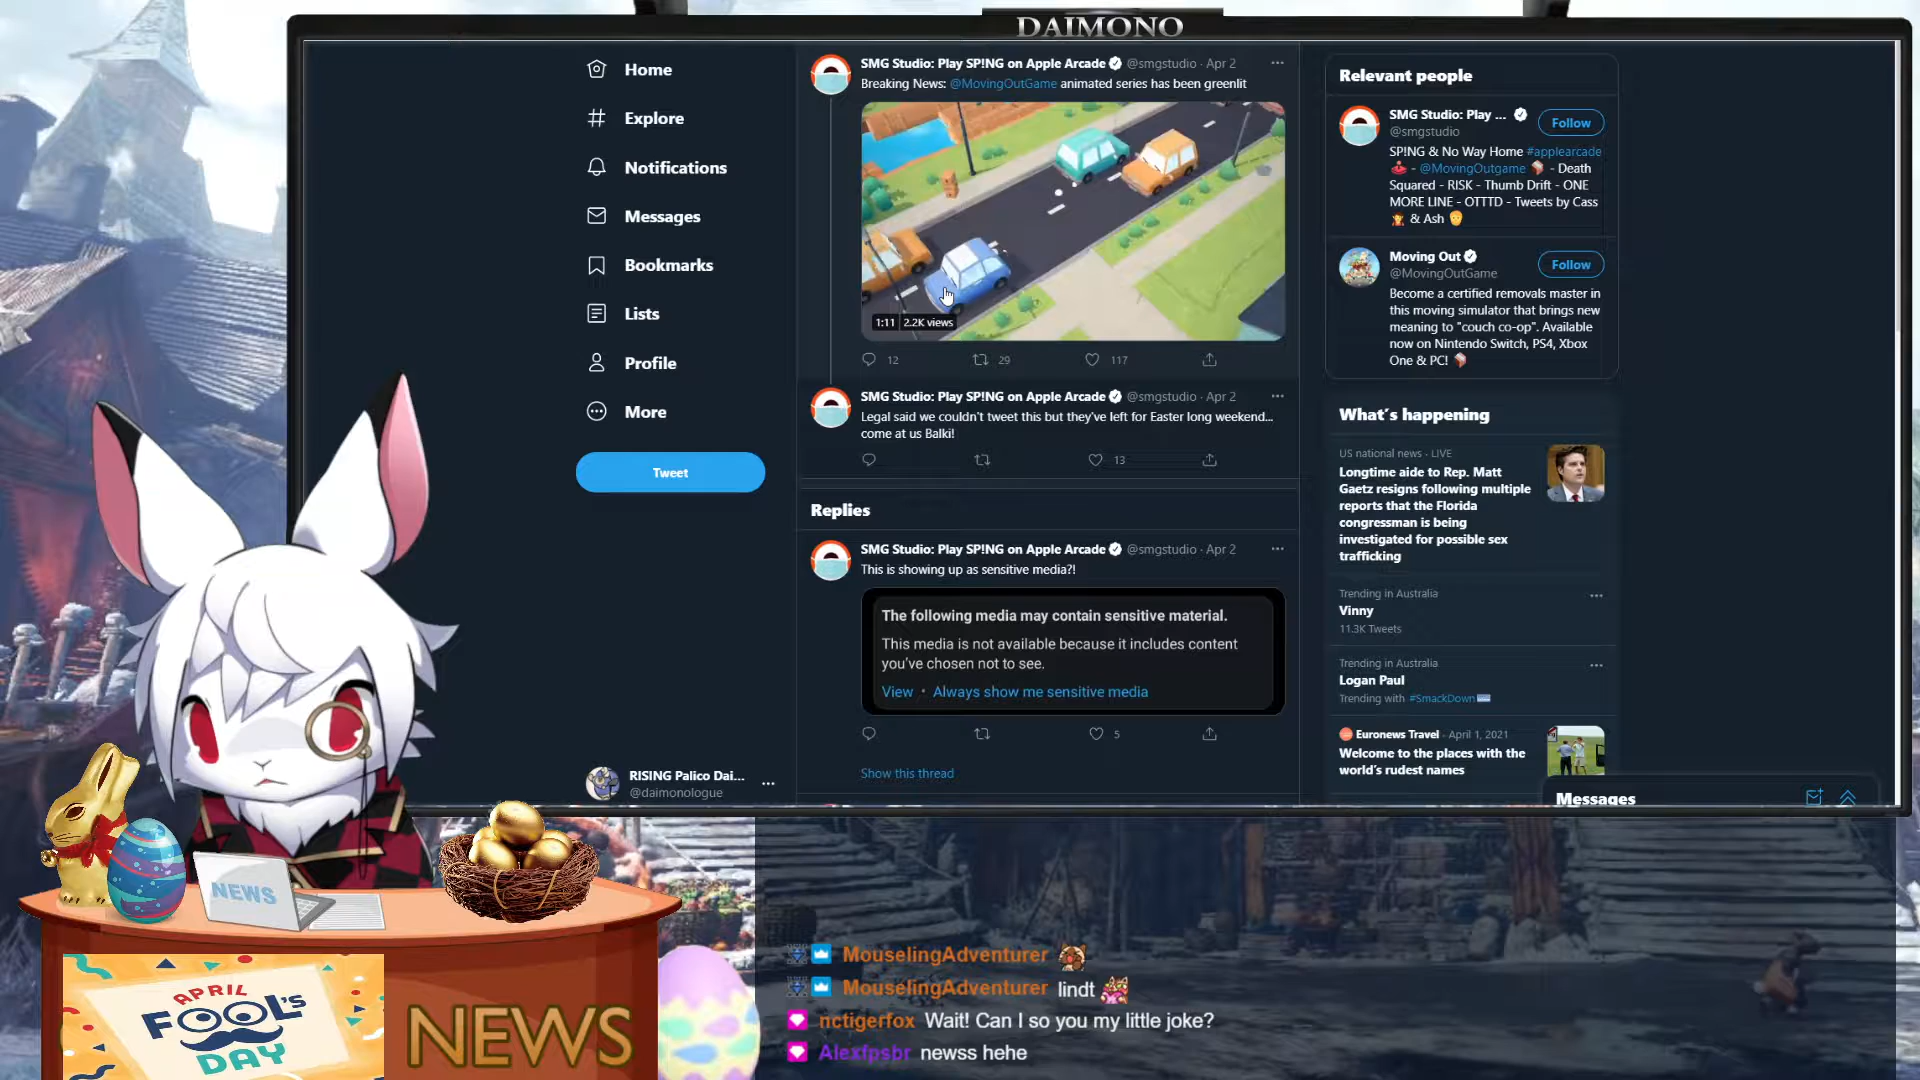 DAIMONO
Home
Explore
Notifications
Messages
Bookmarks
Lists
Profile
More
Tweet
RISING Palico Dai...
@daimonologue
SMG Studio: Play SP!NG on Apple Arcade @smgstudio · Apr 2
Breaking News: @MovingOutGame animated series has been greenlit
1:11 2.2K views
12 29 117
SMG Studio: Play SP!NG on Apple Arcade @smgstudio · Apr 2
Legal said we couldn't tweet this but they've left for Easter long weekend...
come at us Balki!
13
Replies
SMG Studio: Play SP!NG on Apple Arcade @smgstudio · Apr 2
This is showing up as sensitive media?!
The following media may contain sensitive material.
This media is not available because it includes content
you've chosen not to see.
View • Always show me sensitive media
5
Show this thread
Relevant people
SMG Studio: Play ...
@smgstudio
Follow
SP!NG & No Way Home #applearcade
- @MovingOutgame - Death
Squared - RISK - Thumb Drift - ONE
MORE LINE - OTTTD - Tweets by Cass
& Ash
Moving Out
@MovingOutGame
Follow
Become a certified removals master in
this moving simulator that brings new
meaning to "couch co-op". Available
now on Nintendo Switch, PS4, Xbox
One & PC!
What's happening
US national news · LIVE
Longtime aide to Rep. Matt
Gaetz resigns following multiple
reports that the Florida
congressman is being
investigated for possible sex
trafficking
Trending in Australia
Vinny
11.3K Tweets
Trending in Australia
Logan Paul
Trending with #SmackDown
Euronews Travel · April 1, 2021
Welcome to the places with the
world's rudest names
Messages
NEWS
APRIL
FOOL'S
DAY
NEWS
MouselingAdventurer
MouselingAdventurer lindt
nctigerfox Wait! Can I so you my little joke?
Alexfpsbr newss hehe